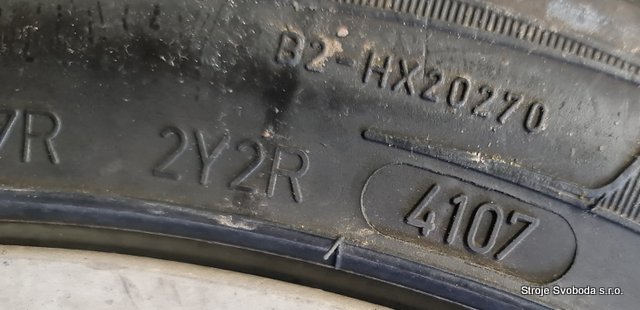 B2-HX20270
7R 2Y2R 4107
Stroje Svoboda s.r.o.